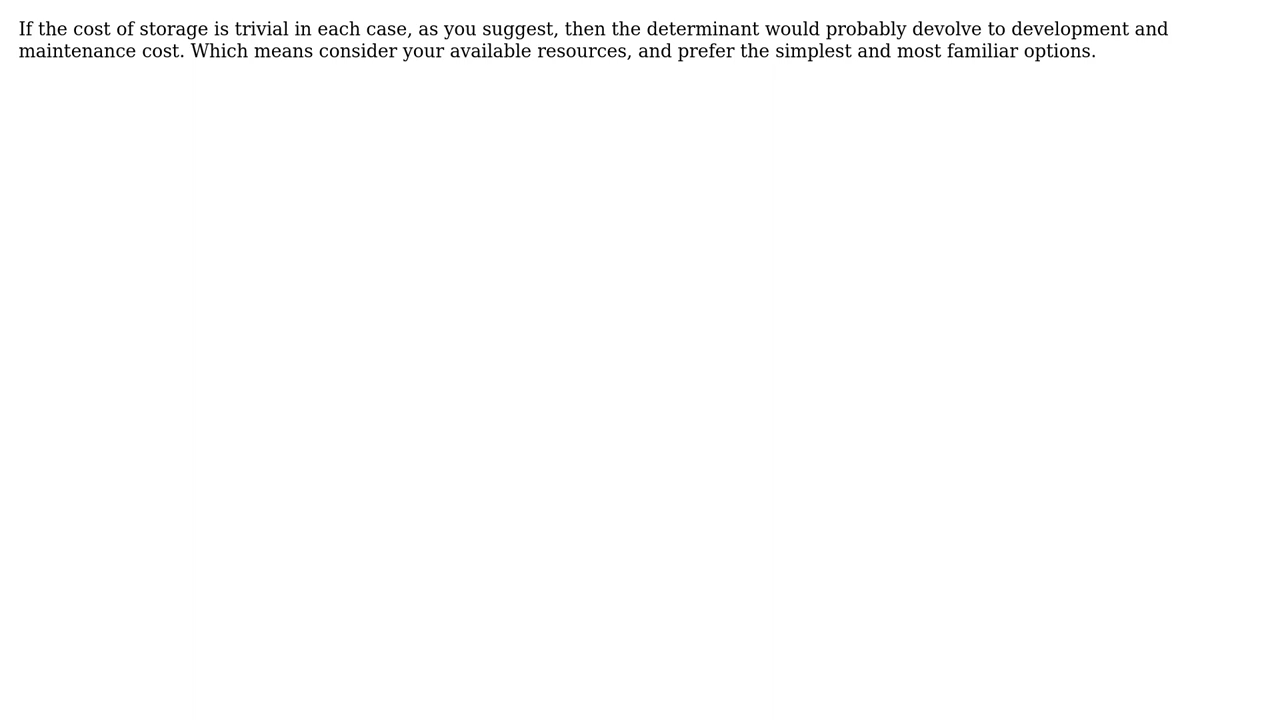 If the cost of storage is trivial in each case, as you suggest, then the determinant would probably devolve to development and
maintenance cost. Which means consider your available resources, and prefer the simplest and most familiar options.